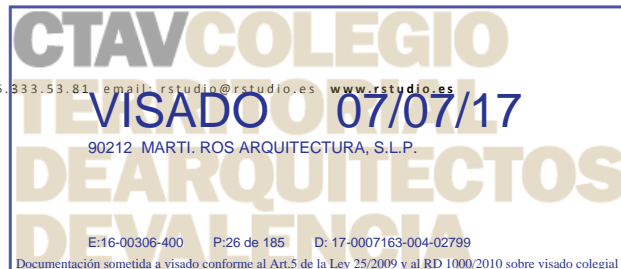 CTAVCOLEGIO
5.333.53.81 email: rstudio@rstudio.es www.rstudio.es
TERRITORIAL
VISADO 07/07/17
90212 MARTI. ROS ARQUITECTURA, S.L.P.
DEARQUITECTOS
DEVALENCIA
E:16-00306-400 P:26 de 185 D: 17-0007163-004-02799
Documentación sometida a visado conforme al Art.5 de la Ley 25/2009 y al RD 1000/2010 sobre visado colegial